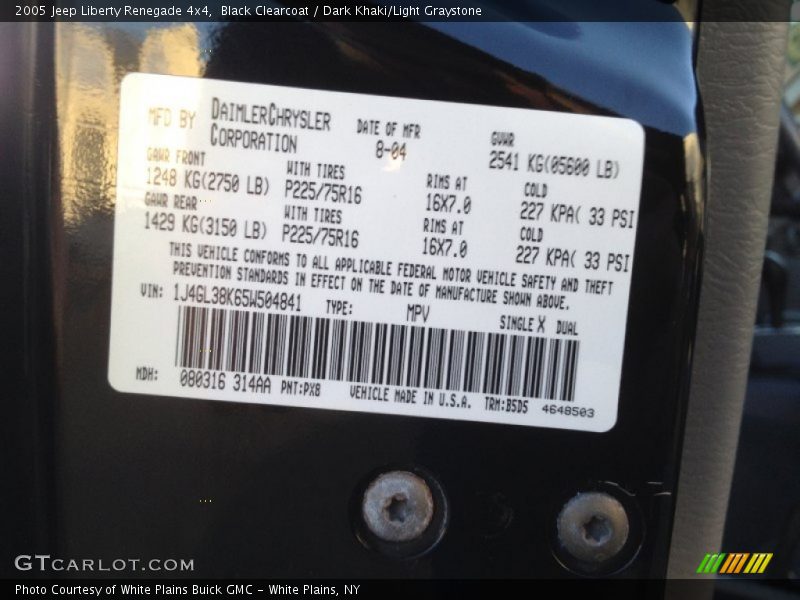 2005 Jeep Liberty Renegade 4x4,  Black Clearcoat / Dark Khaki/Light Graystone
MFD BY DAIMLERCHRYSLER CORPORATION
DATE OF MFR 8-04
GVWR 2541 KG(05600 LB)
GAWR FRONT WITH TIRES RIMS AT COLD
1248 KG(2750 LB) P225/75R16 16X7.0 227 KPA( 33 PSI
GAWR REAR WITH TIRES RIMS AT COLD
1429 KG(3150 LB) P225/75R16 16X7.0 227 KPA( 33 PSI
THIS VEHICLE CONFORMS TO ALL APPLICABLE FEDERAL MOTOR VEHICLE SAFETY AND THEFT
PREVENTION STANDARDS IN EFFECT ON THE DATE OF MANUFACTURE SHOWN ABOVE.
VIN: 1J4GL38K65W504841 TYPE: MPV SINGLE X DUAL
MDH: 080316 314AA PNT:PX8 VEHICLE MADE IN U.S.A. TRM:B5D5 4648503
GTCARLOT.COM
Photo Courtesy of White Plains Buick GMC - White Plains, NY